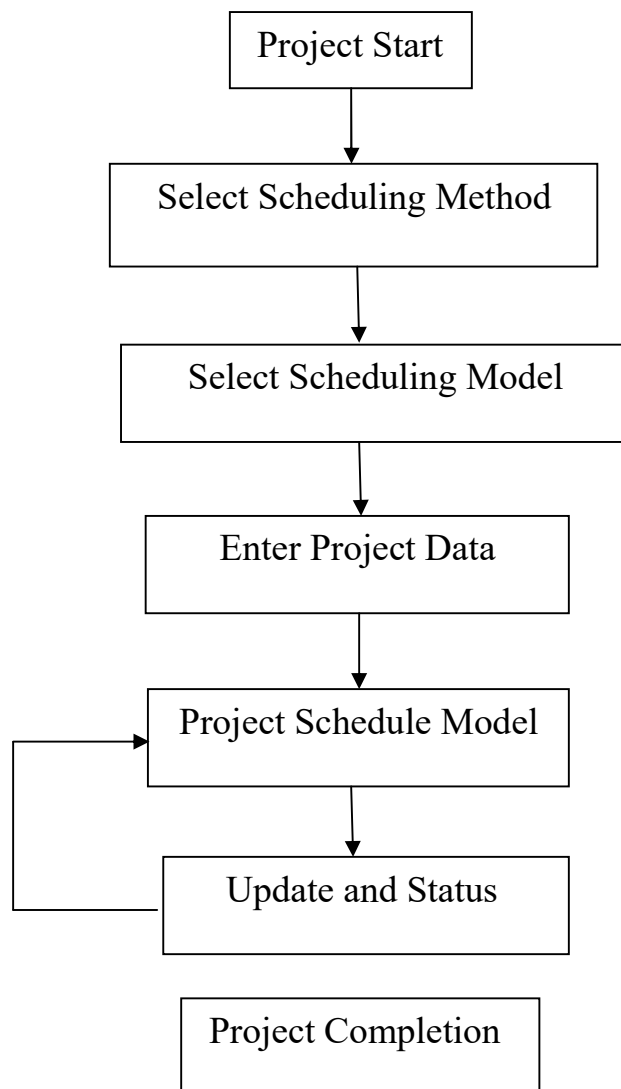 Project Start
Select Scheduling Method
Select Scheduling Model
Enter Project Data
Project Schedule Model
Update and Status
Project Completion